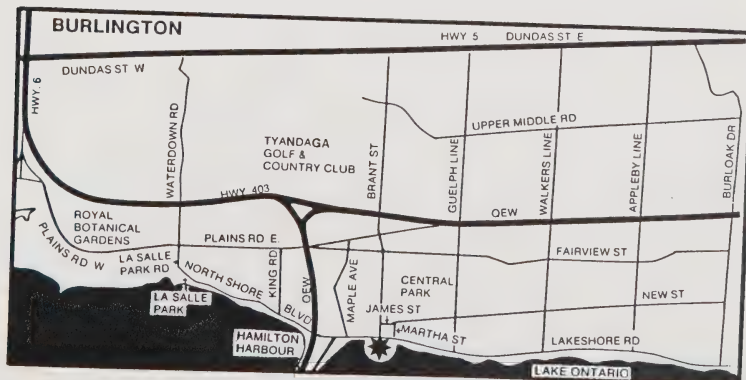 BURLINGTON
HWY 5 DUNDAS ST E
DUNDAS ST W
HWY. 6
WATERDOWN RD
TYANDAGA
GOLF &
COUNTRY CLUB
BRANT ST
UPPER MIDDLE RD
GUELPH LINE
WALKERS LINE
APPLEBY LINE
BURLOAK DR
HWY 403
QEW
ROYAL
BOTANICAL
GARDENS
PLAINS RD W
PLAINS RD E.
FAIRVIEW ST
LA SALLE
PARK RD
NORTH SHORE BLVD
KING RD
QEW
MAPLE AVE
CENTRAL
PARK
NEW ST
LA SALLE
PARK
JAMES ST
MARTHA ST
HAMILTON
HARBOUR
LAKESHORE RD
LAKE ONTARIO